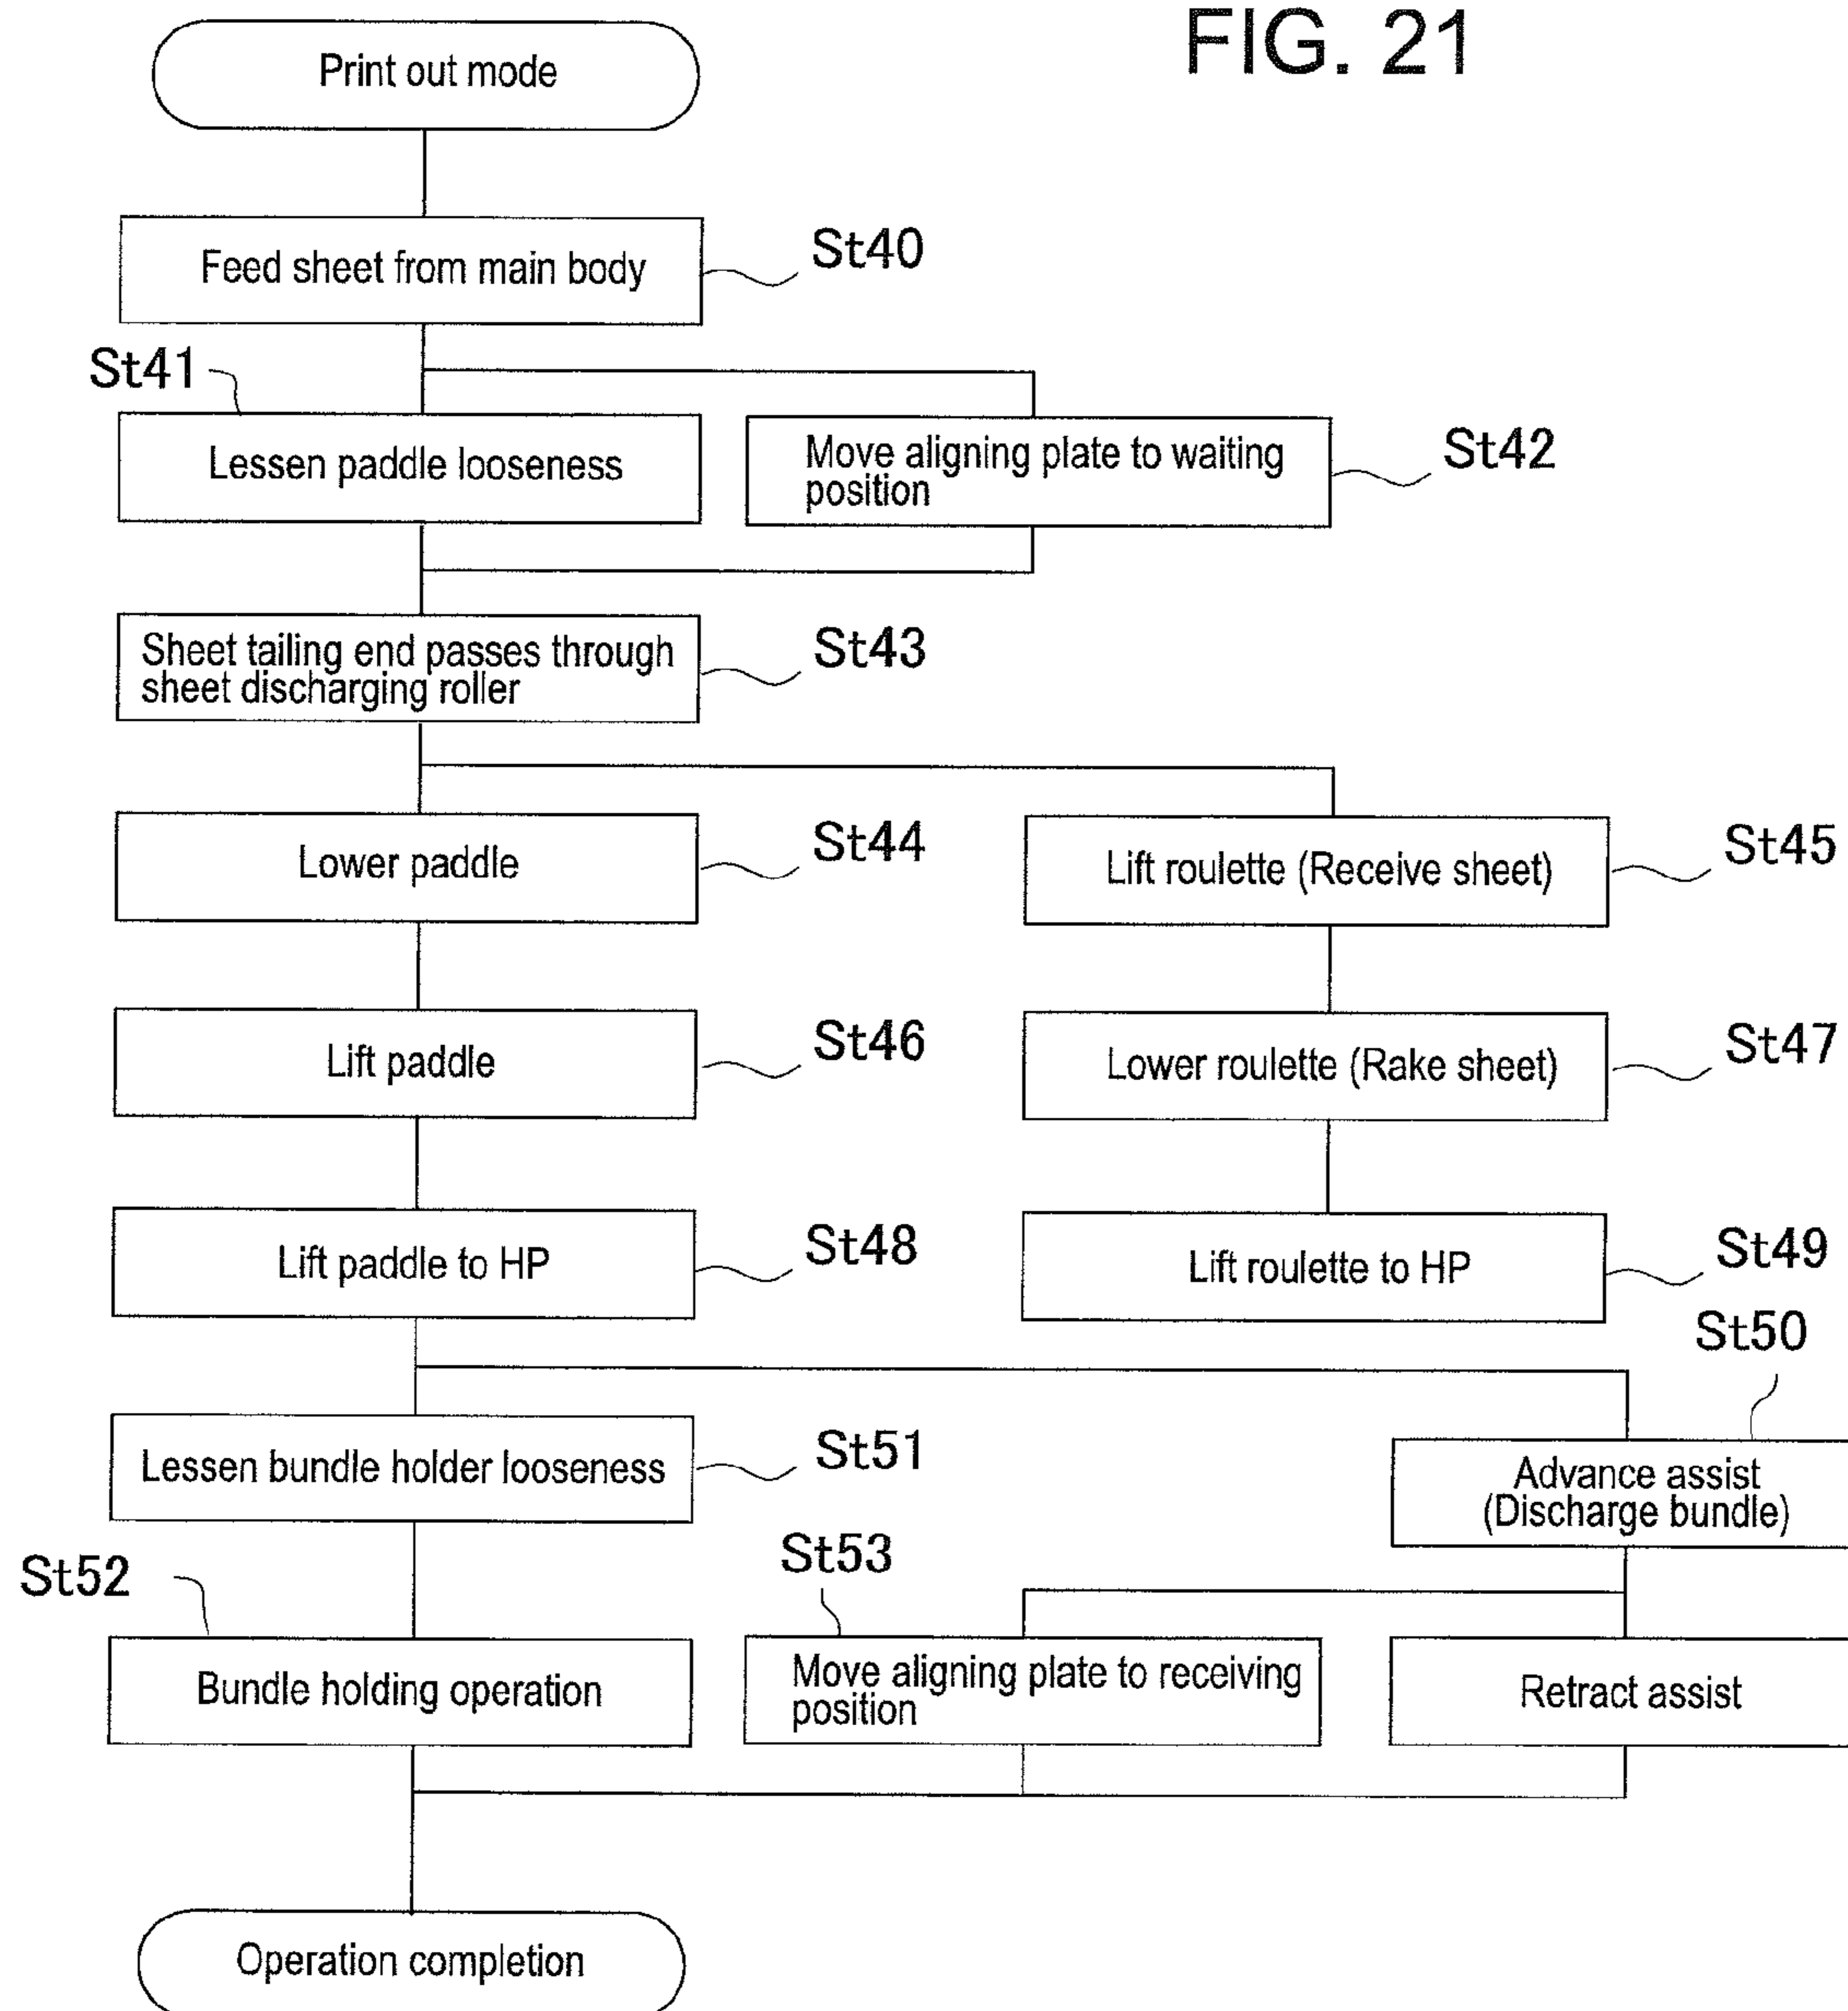 FIG. 21
Print out mode
Feed sheet from main body
St40
St41
Lessen paddle looseness
Move aligning plate to waiting
position
St42
Sheet tailing end passes through
sheet discharging roller
St43
Lower paddle
St44
Lift roulette (Receive sheet)
St45
Lift paddle
St46
Lower roulette (Rake sheet)
St47
Lift paddle to HP
St48
Lift roulette to HP
St49
St50
Lessen bundle holder looseness
St51
Advance assist
(Discharge bundle)
St52
St53
Bundle holding operation
Move aligning plate to receiving
position
Retract assist
Operation completion